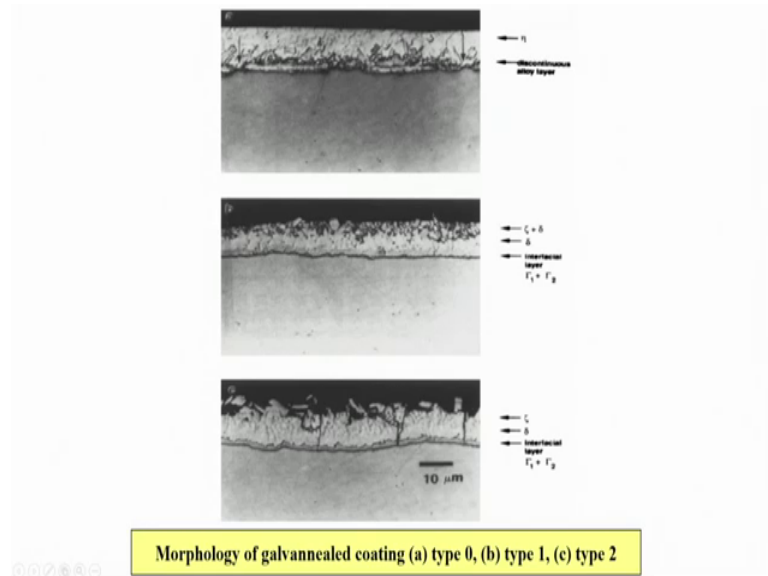 η
discontinuous
alloy layer
ζ + δ
δ
interfacial
layer
Γ₁ + Γ₂
ζ
δ
interfacial
layer
Γ₁ + Γ₂
10 μm
Morphology of galvannealed coating (a) type 0, (b) type 1, (c) type 2